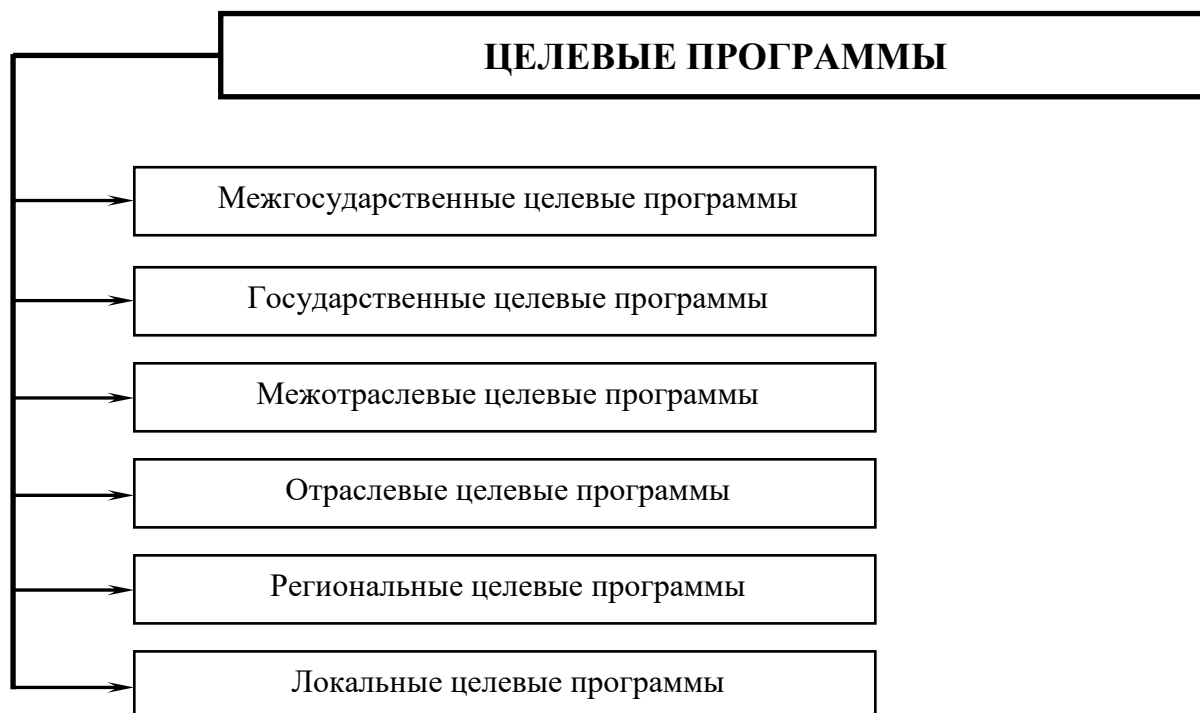 ЦЕЛЕВЫЕ ПРОГРАММЫ
Межгосударственные целевые программы
Государственные целевые программы
Межотраслевые целевые программы
Отраслевые целевые программы
Региональные целевые программы
Локальные целевые программы